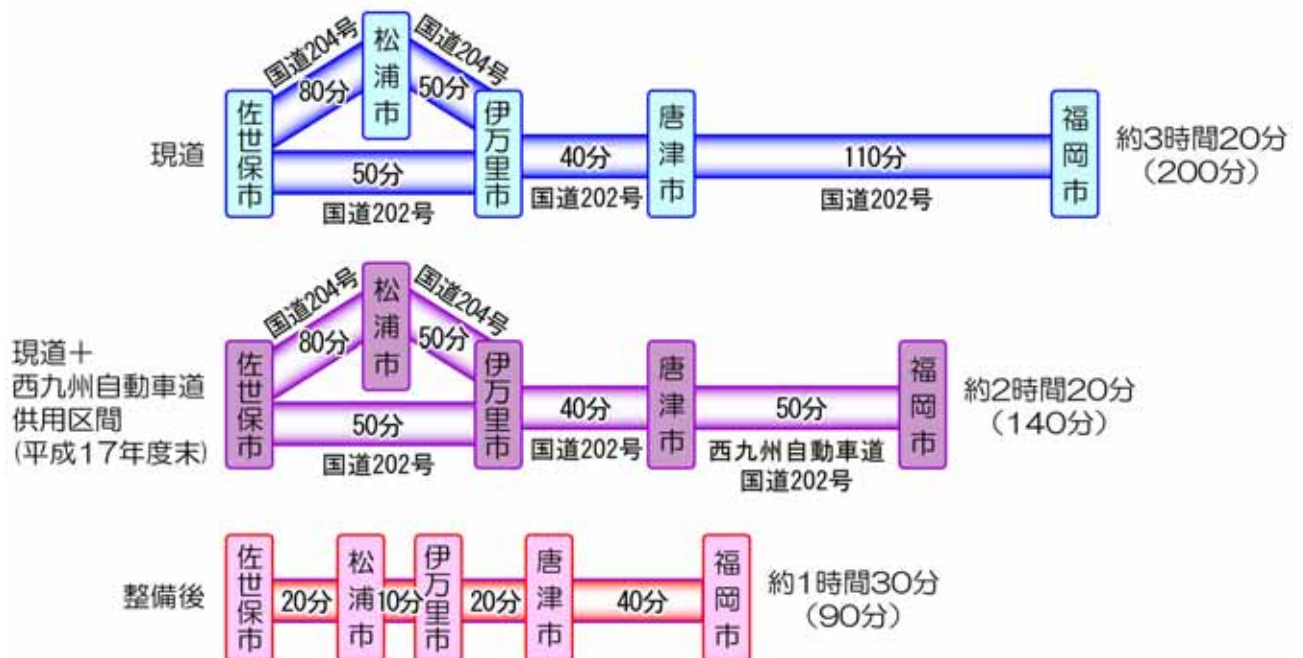 現道
佐世保市
国道204号
80分
松浦市
国道204号
50分
50分
国道202号
伊万里市
40分
国道202号
唐津市
110分
国道202号
福岡市
約3時間20分
(200分)
現道+
西九州自動車道
供用区間
(平成17年度末)
佐世保市
国道204号
80分
松浦市
国道204号
50分
50分
国道202号
伊万里市
40分
国道202号
唐津市
50分
西九州自動車道
国道202号
福岡市
約2時間20分
(140分)
整備後
佐世保市
20分
松浦市
10分
伊万里市
20分
唐津市
40分
福岡市
約1時間30分
(90分)